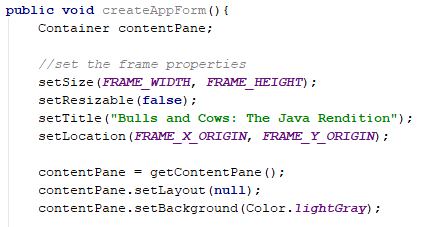 public void createAppForm(){
Container contentPane;
//set the frame properties
setSize(FRAME_WIDTH, FRAME_HEIGHT);
setResizable(false);
setTitle("Bulls and Cows: The Java Rendition");
setLocation(FRAME_X_ORIGIN, FRAME_Y_ORIGIN);
contentPane = getContentPane();
contentPane.setLayout(null);
contentPane.setBackground(Color.lightGray);